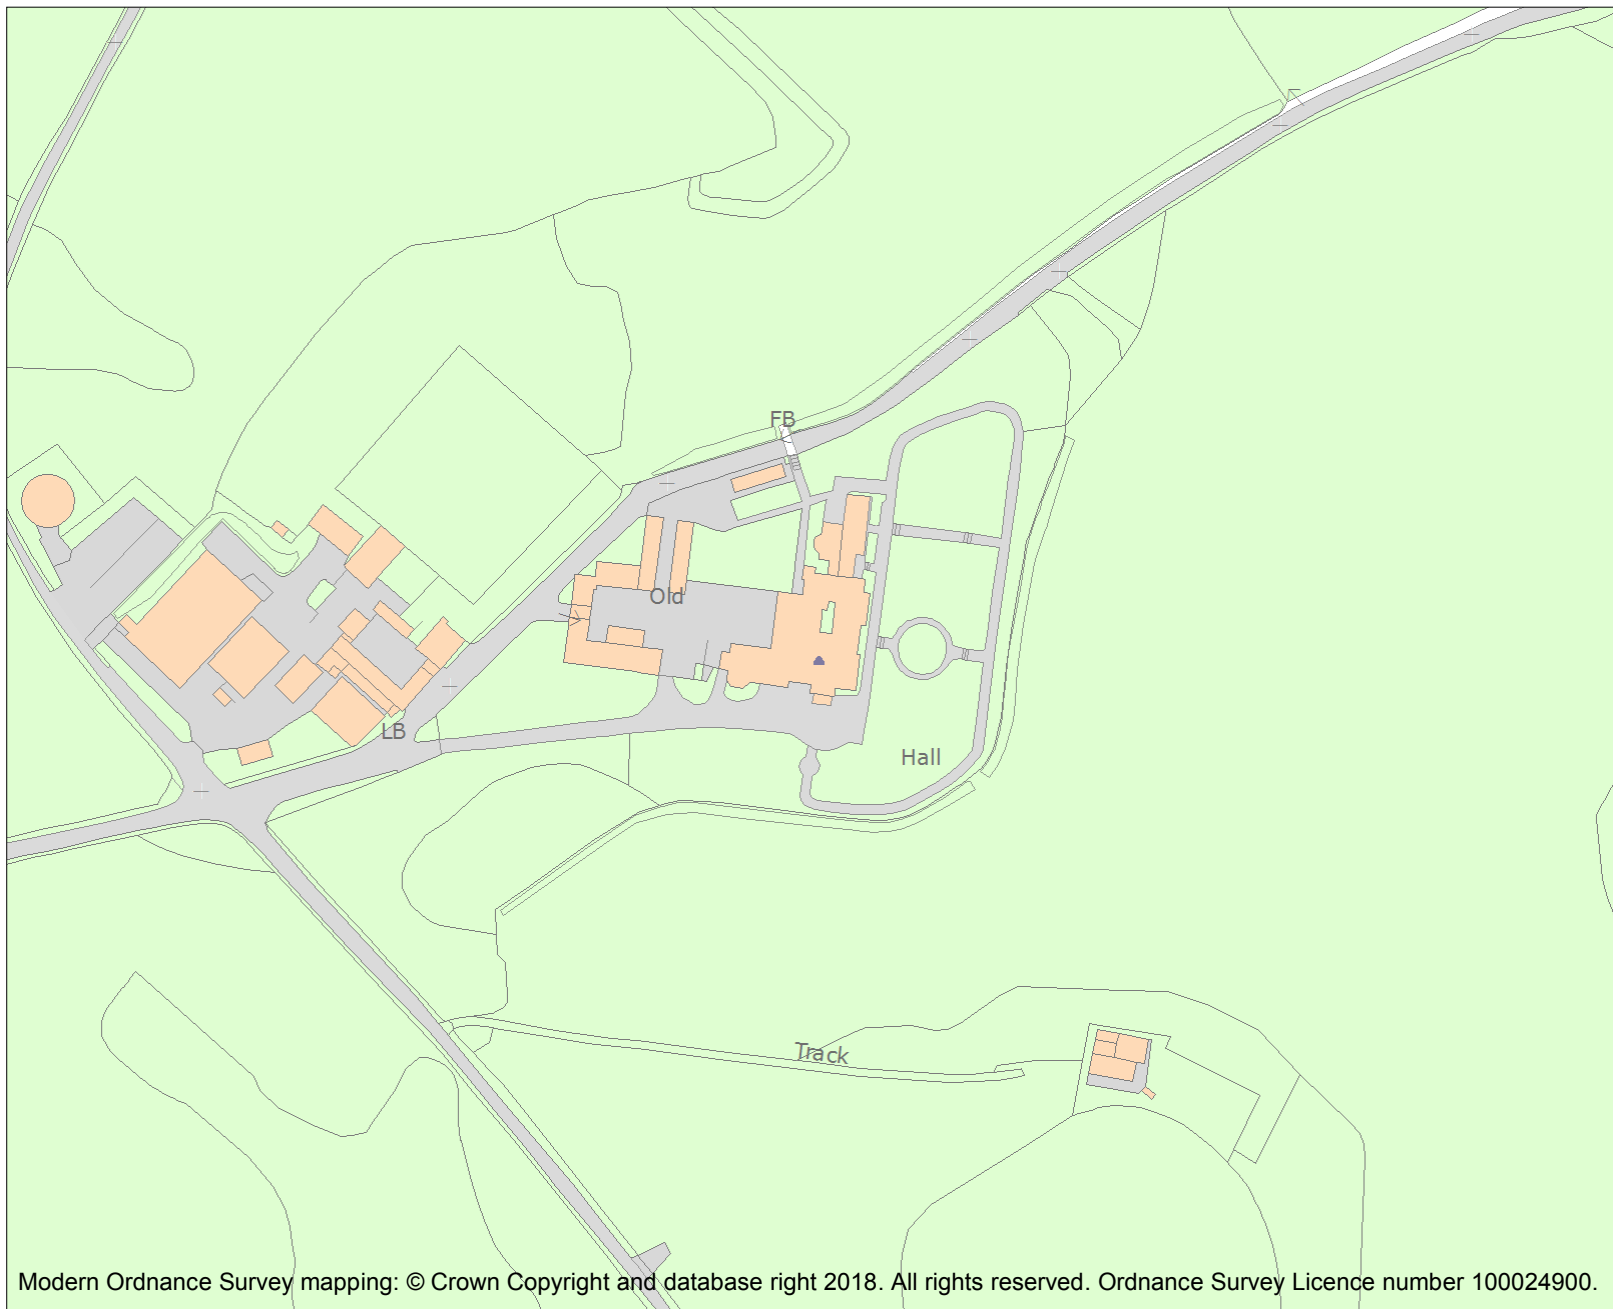 FB
Old
LB
Hall
Track
Modern Ordnance Survey mapping: © Crown Copyright and database right 2018. All rights reserved. Ordnance Survey Licence number 100024900.